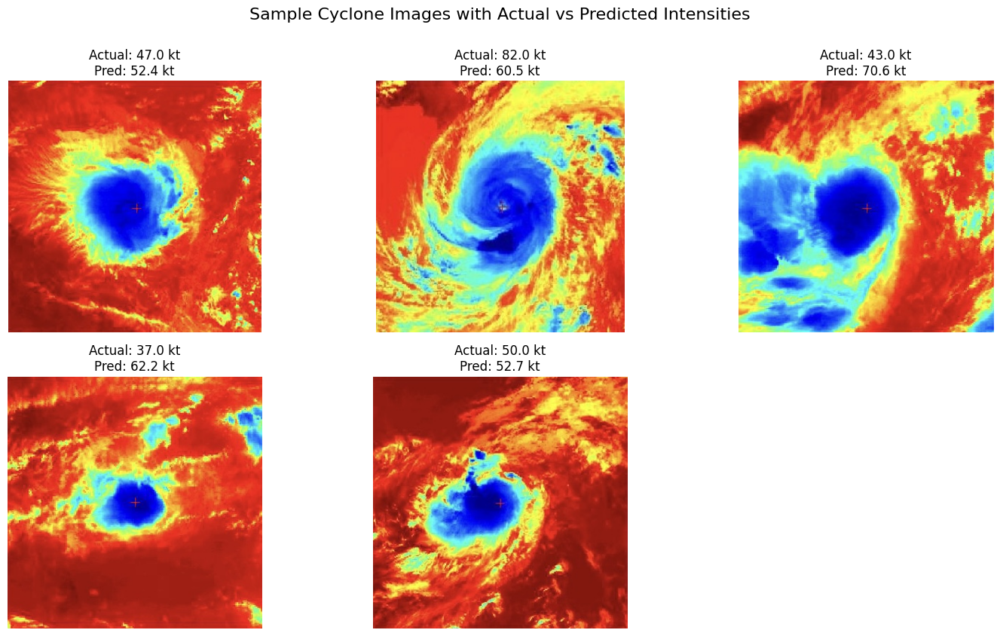 Sample Cyclone Images with Actual vs Predicted Intensities
Actual: 47.0 kt
Pred: 52.4 kt
Actual: 82.0 kt
Pred: 60.5 kt
Actual: 43.0 kt
Pred: 70.6 kt
Actual: 37.0 kt
Pred: 62.2 kt
Actual: 50.0 kt
Pred: 52.7 kt